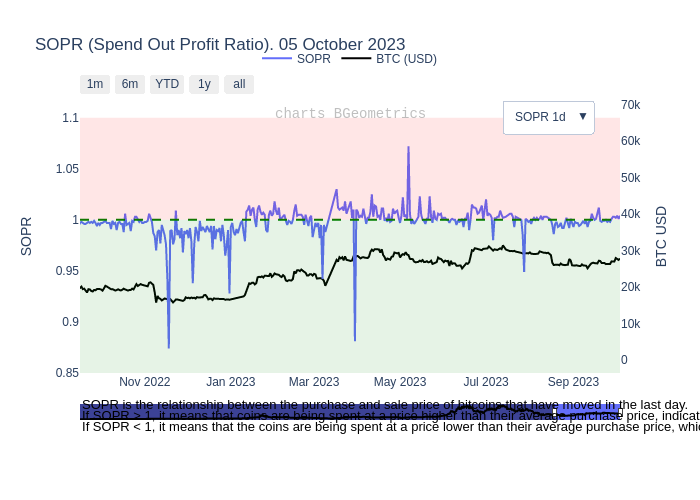 SOPR (Spend Out Profit Ratio). 05 October 2023
SOPR BTC (USD)
1m 6m YTD 1y all
charts BGeometrics
SOPR 1d ▼
1.1
1.05
1
0.95
0.9
0.85
SOPR
70k
60k
50k
40k
30k
20k
10k
0
BTC USD
Nov 2022 Jan 2023 Mar 2023 May 2023 Jul 2023 Sep 2023
SOPR is the relationship between the purchase and sale price of bitcoins that have moved in the last day.
If SOPR > 1, it means that coins are being spent at a price higher than their average purchase price, indicat
If SOPR < 1, it means that the coins are being spent at a price lower than their average purchase price, whic